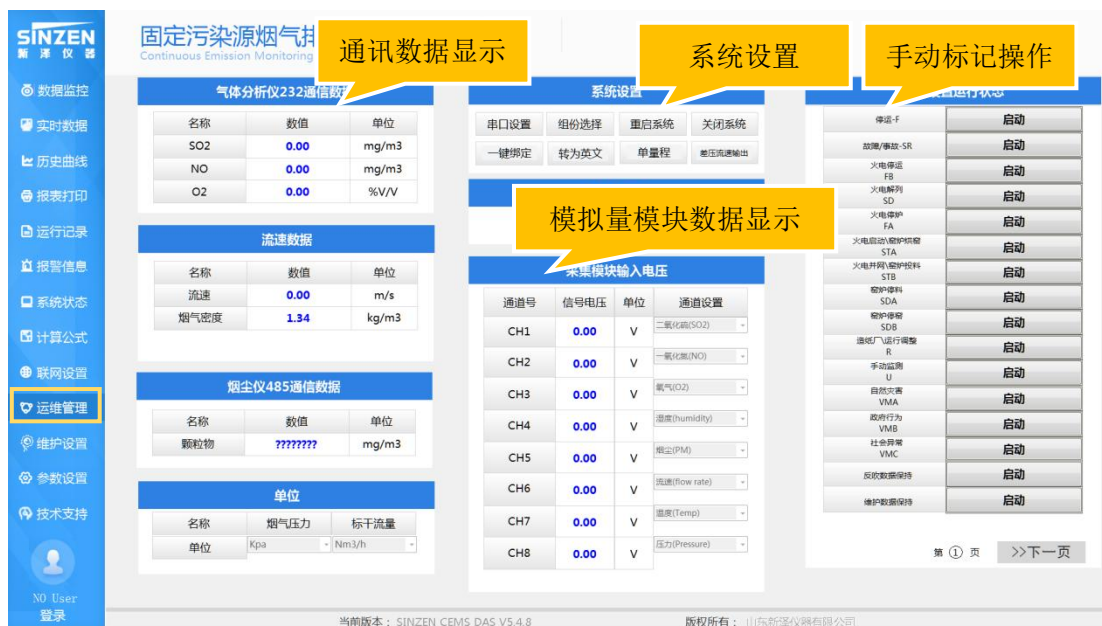 SINZEN
新泽仪器
固定污染源烟气排
Continuous Emission Monitoring
通讯数据显示
系统设置
手动标记操作
数据监控
实时数据
历史曲线
报表打印
运行记录
报警信息
系统状态
计算公式
联网设置
运维管理
维护设置
参数设置
技术支持
NO User
登录
气体分析仪232通信数
名称 数值 单位
SO2 0.00 mg/m3
NO 0.00 mg/m3
O2 0.00 %V/V
流速数据
名称 数值 单位
流速 0.00 m/s
烟气密度 1.34 kg/m3
烟尘仪485通信数据
名称 数值 单位
颗粒物 ???????? mg/m3
单位
名称 烟气压力 标干流量
单位 Kpa Nm3/h
系统设置
串口设置 组份选择 重启系统 关闭系统
一键绑定 转为英文 单量程 差压流速输出
模拟量模块数据显示
采集模块输入电压
通道号 信号电压 单位 通道设置
CH1 0.00 V 二氧化硫(SO2)
CH2 0.00 V 一氧化氮(NO)
CH3 0.00 V 氧气(O2)
CH4 0.00 V 湿度(humidity)
CH5 0.00 V 烟尘(PM)
CH6 0.00 V 流速(flow rate)
CH7 0.00 V 温度(Temp)
CH8 0.00 V 压力(Pressure)
运行状态
停运-F 启动
故障/事故-SR 启动
火电停运
FB 启动
火电解列
SD 启动
火电停炉
FA 启动
火电启动\窑炉烘窑
STA 启动
火电并网\窑炉投料
STB 启动
窑炉停料
SDA 启动
窑炉停窑
SDB 启动
造纸厂\运行调整
R 启动
手动监测
U 启动
自然灾害
VMA 启动
政府行为
VMB 启动
社会异常
VMC 启动
反吹数据保持 启动
维护数据保持 启动
第 1 页 >>下一页
当前版本： SINZEN CEMS DAS V5.4.8
版权所有： 山东新泽仪器有限公司